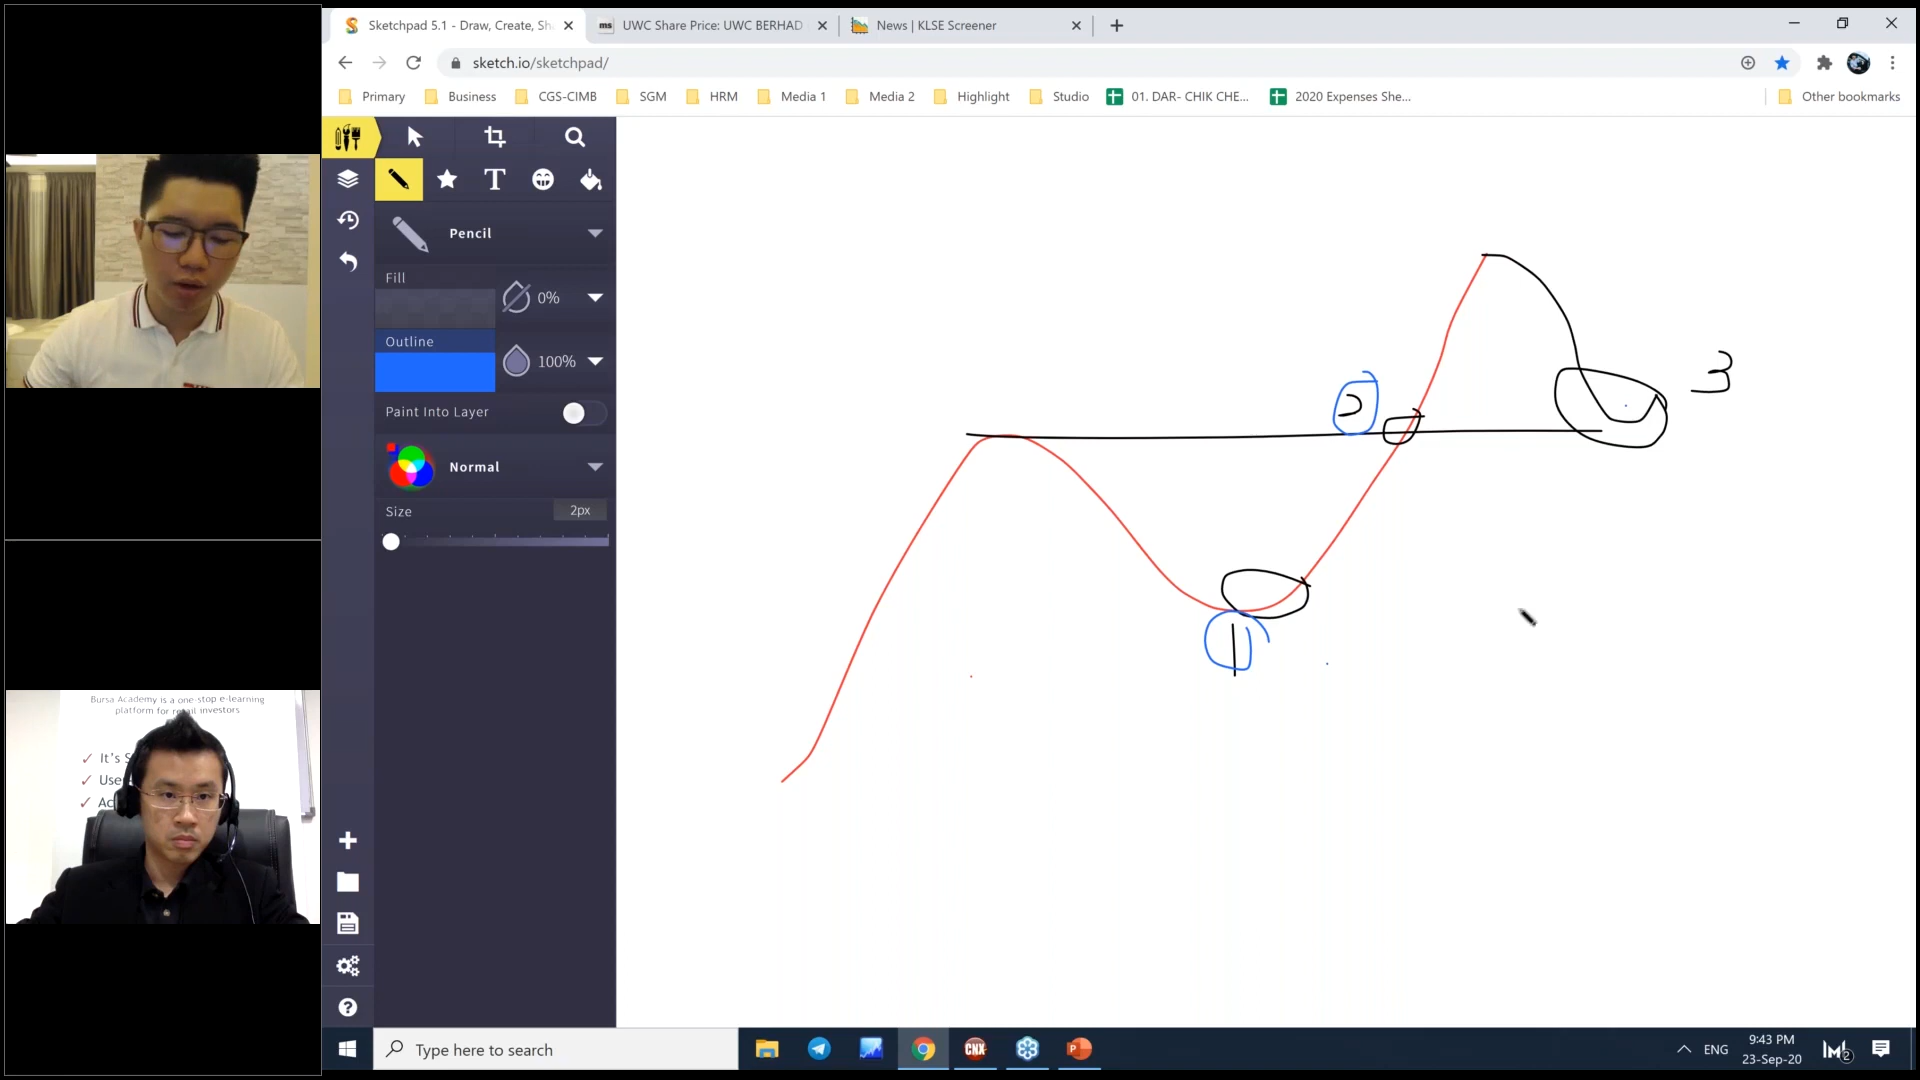 Sketchpad 5.1 - Draw, Create, Sh
UWC Share Price: UWC BERHAD
News | KLSE Screener
sketch.io/sketchpad/
Primary
Business
CGS-CIMB
SGM
HRM
Media 1
Media 2
Highlight
Studio
01. DAR- CHIK CHE...
2020 Expenses She...
Other bookmarks
T
Pencil
Fill
0%
Outline
100%
Paint Into Layer
Normal
Size
2px
2
3
1
Bursa Academy is a one-stop e-learning
platform for retail investors
It's S
Use
Ac
Type here to search
CNX
P
ENG
9:43 PM
23-Sep-20
2